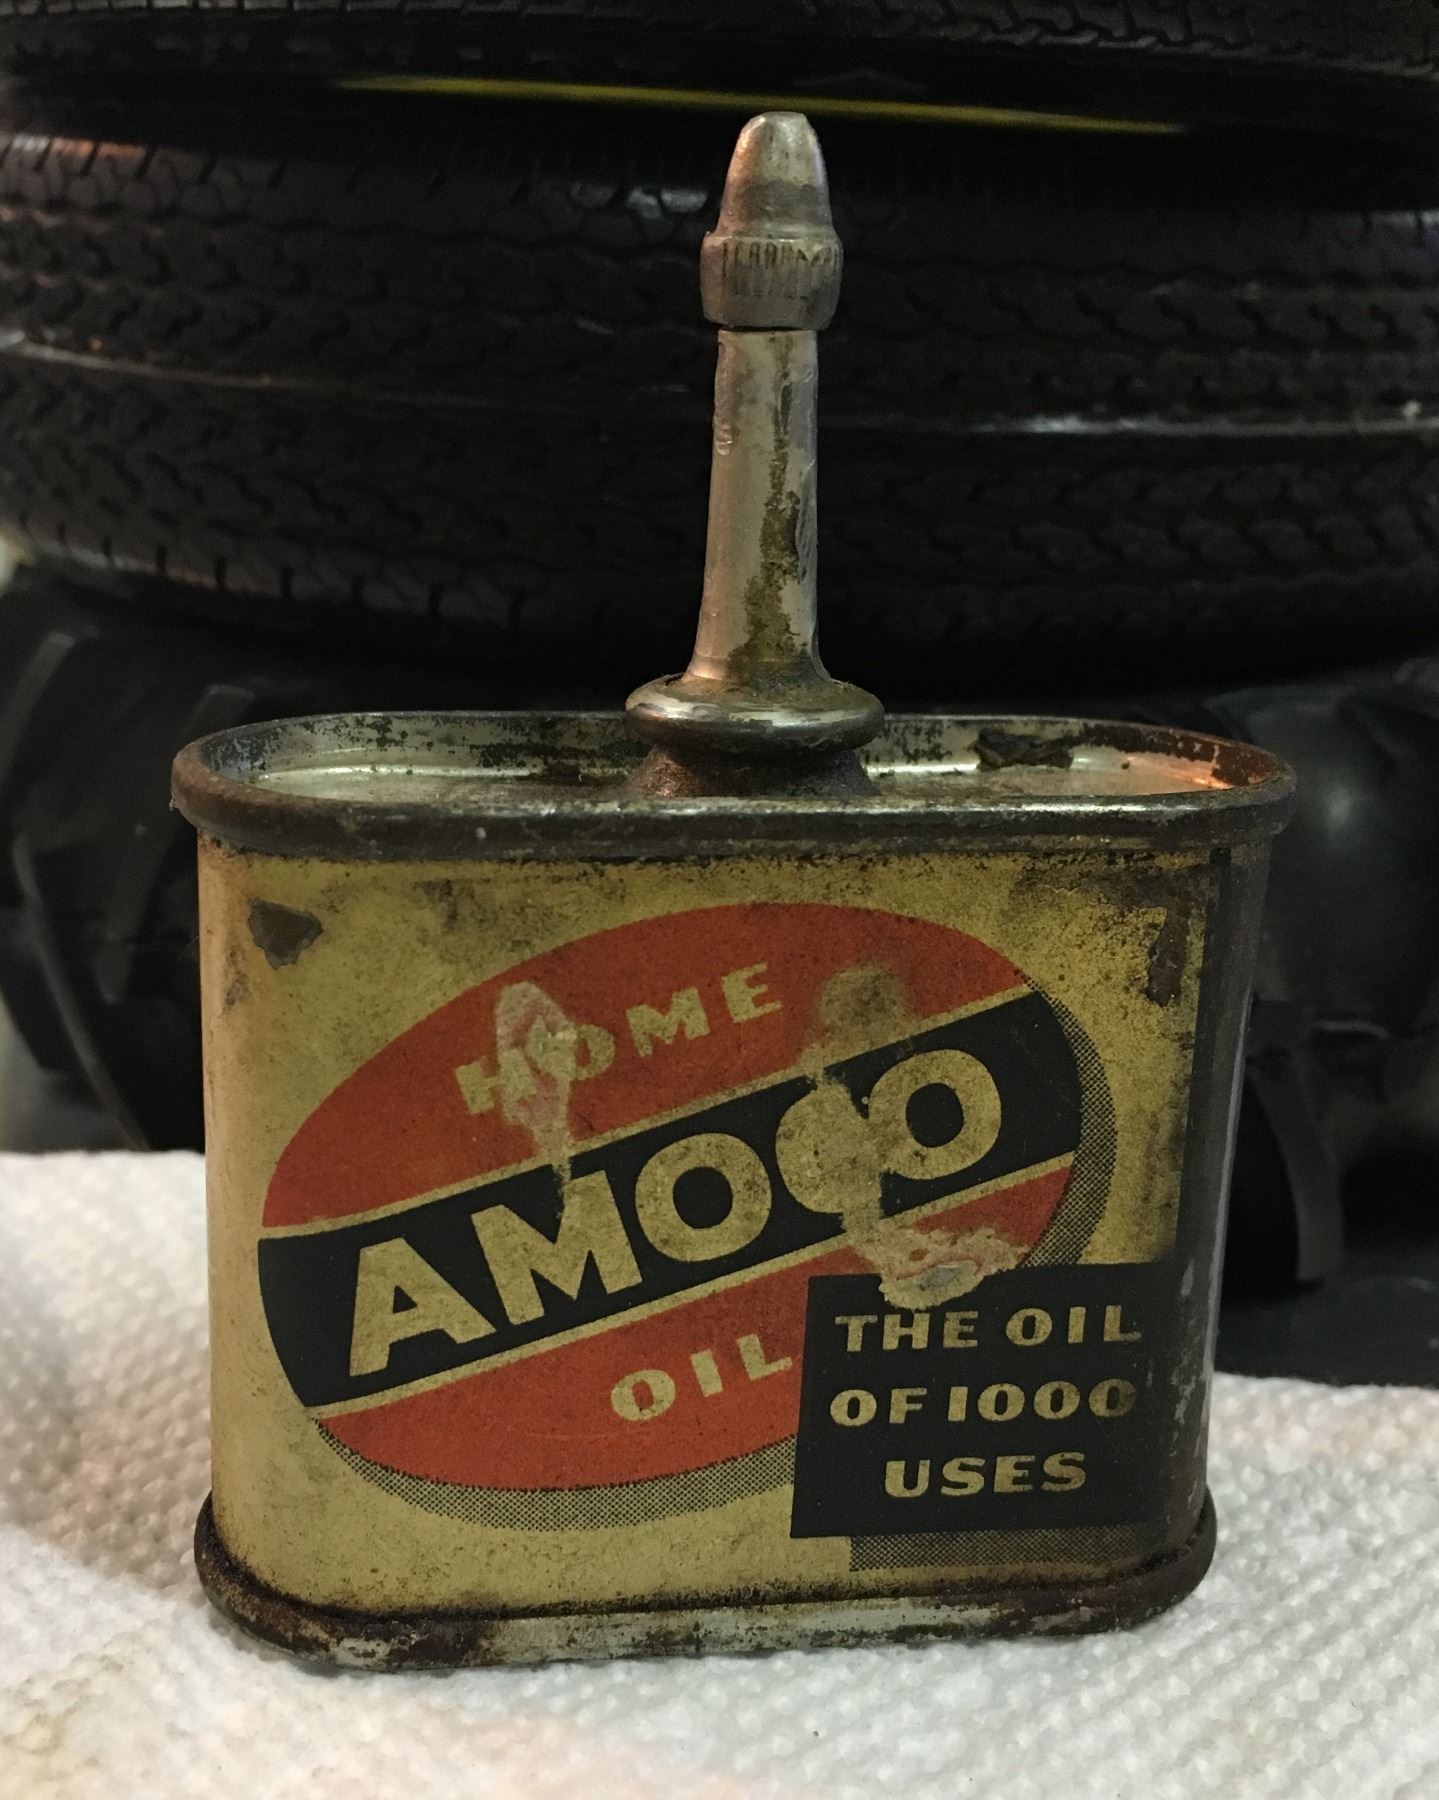 HOME
AMOCO
OIL
THE OIL
OF 1000
USES